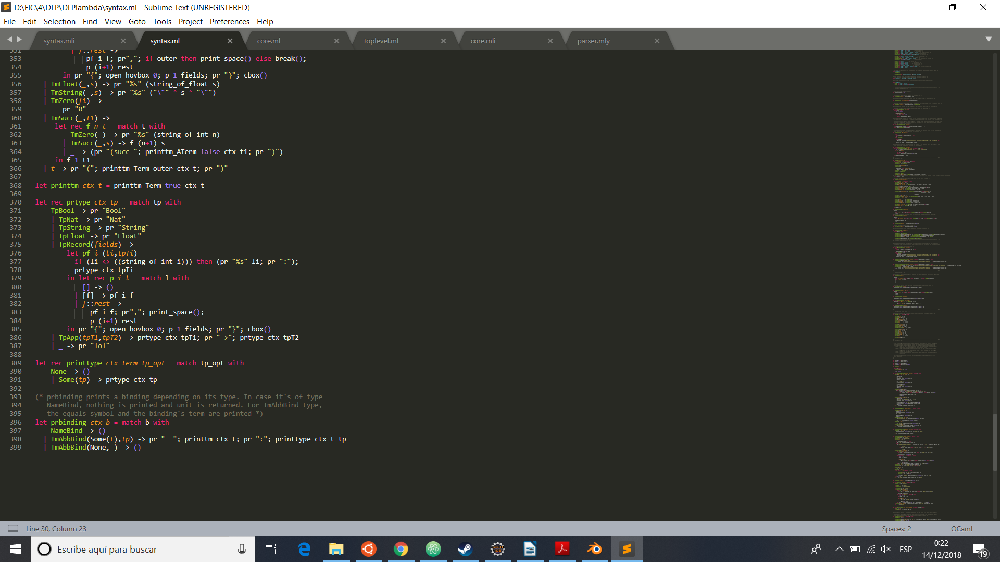 D:\FIC\4\DLP\DLPlambda\syntax.ml - Sublime Text (UNREGISTERED)
File Edit Selection Find View Goto Tools Project Preferences Help
syntax.mli syntax.ml core.ml toplevel.ml core.mli parser.mly
352 | f::rest ->
353 pf i f; pr","; if outer then print_space() else break();
354 p (i+1) rest
355 in pr "{"; open_hovbox 0; p 1 fields; pr "}"; cbox()
356 | TmFloat(_,s) -> pr "%s" (string_of_float s)
357 | TmString(_,s) -> pr "%s" ("\"" ^ s ^ "\"")
358 | TmZero(fi) ->
359 pr "0"
360 | TmSucc(_,t1) ->
361 let rec f n t = match t with
362 TmZero(_) -> pr "%s" (string_of_int n)
363 | TmSucc(_,s) -> f (n+1) s
364 | _ -> (pr "(succ "; printtm_ATerm false ctx t1; pr ")")
365 in f 1 t1
366 | t -> pr "("; printtm_Term outer ctx t; pr ")"
367
368 let printtm ctx t = printtm_Term true ctx t
369
370 let rec prtype ctx tp = match tp with
371 TpBool -> pr "Bool"
372 | TpNat -> pr "Nat"
373 | TpString -> pr "String"
374 | TpFloat -> pr "Float"
375 | TpRecord(fields) ->
376 let pf i (li,tpTi) =
377 if (li <> ((string_of_int i))) then (pr "%s" li; pr ":");
378 prtype ctx tpTi
379 in let rec p i l = match l with
380 [] -> ()
381 | [f] -> pf i f
382 | f::rest ->
383 pf i f; pr","; print_space();
384 p (i+1) rest
385 in pr "{"; open_hovbox 0; p 1 fields; pr "}"; cbox()
386 | TpApp(tpT1,tpT2) -> prtype ctx tpT1; pr "->"; prtype ctx tpT2
387 | _ -> pr "lol"
388
389 let rec printtype ctx term tp_opt = match tp_opt with
390 None -> ()
391 | Some(tp) -> prtype ctx tp
392
393 (* prbinding prints a binding depending on its type. In case it's of type
394 NameBind, nothing is printed and unit is returned. For TmAbbBind type,
395 the equals symbol and the binding's term are printed *)
396 let prbinding ctx b = match b with
397 NameBind -> ()
398 | TmAbbBind(Some(t),tp) -> pr "= "; printtm ctx t; pr ":"; printtype ctx t tp
399 | TmAbbBind(None,_) -> ()
Line 30, Column 23 Spaces: 2 OCaml
Escribe aquí para buscar
ESP
0:22
14/12/2018
19